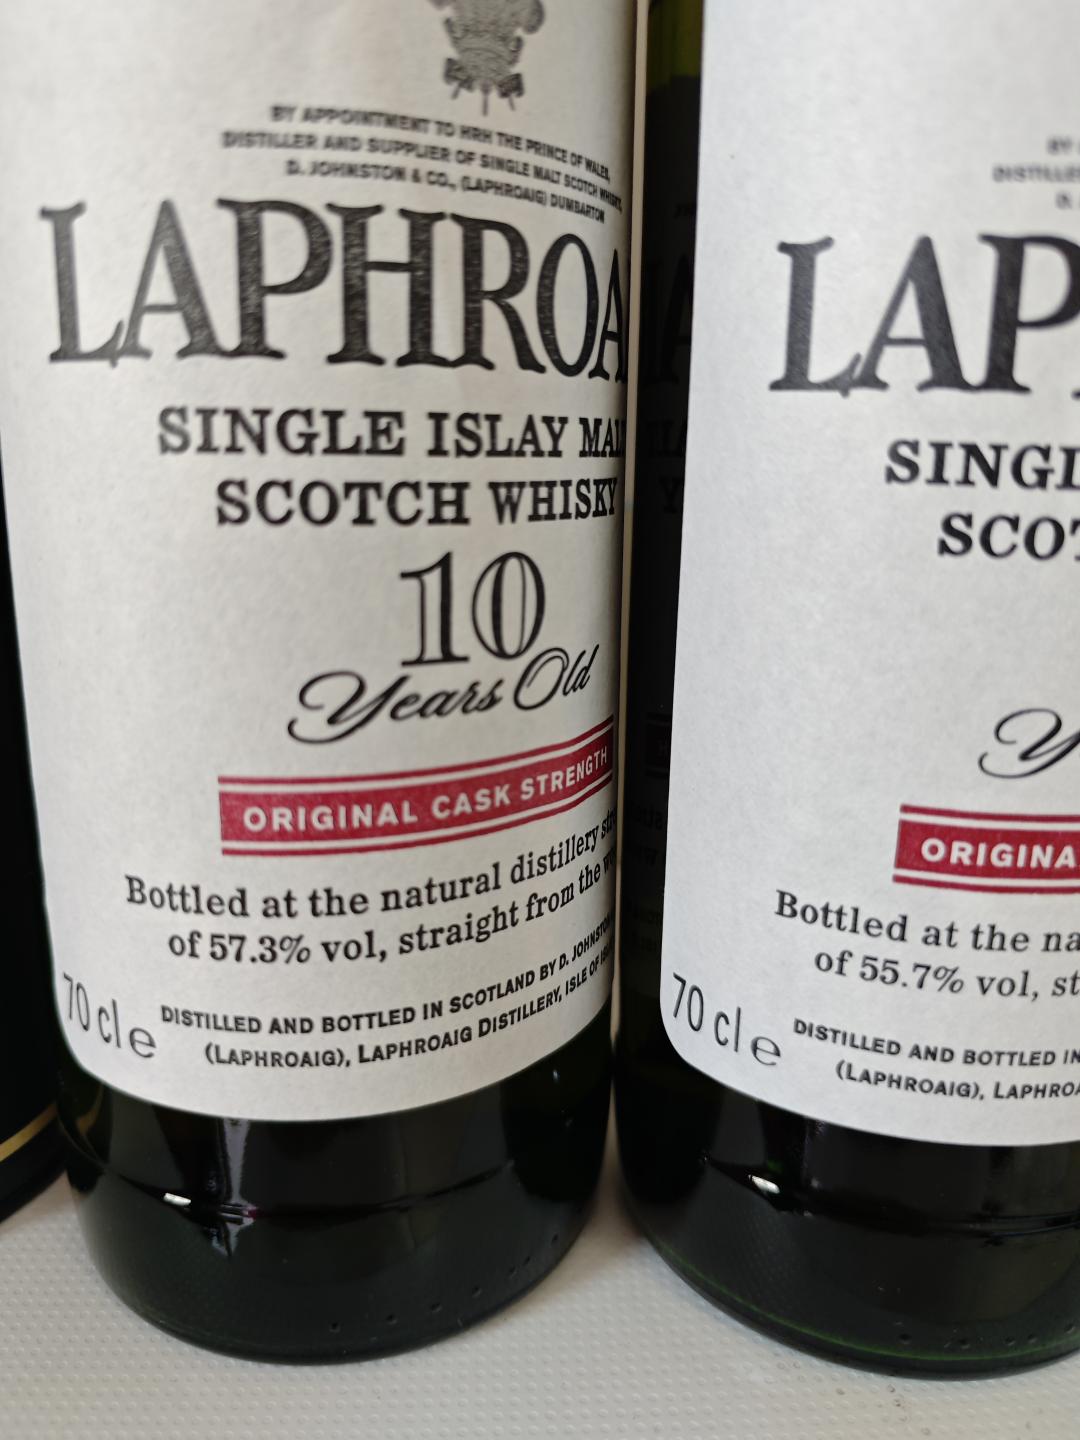 BY APPOINTMENT TO HRH THE PRINCE OF WALES,
DISTILLER AND SUPPLIER OF SINGLE MALT SCOTCH WHISKY,
D. JOHNSTON & CO., (LAPHROAIG) DUMBARTON
LAPHROA
SINGLE ISLAY MAL
SCOTCH WHISKY
10
Years Old
ORIGINAL CASK STRENGTH
Bottled at the natural distillery
of 57.3% vol, straight from the
70 cl e
DISTILLED AND BOTTLED IN SCOTLAND BY D. JOHNSTON
(LAPHROAIG), LAPHROAIG DISTILLERY, ISLE OF
BY
DISTILLE
LAP
SINGL
SCOT
Y
ORIGINA
Bottled at the na
of 55.7% vol, st
70 cl e
DISTILLED AND BOTTLED IN
(LAPHROAIG), LAPHROA